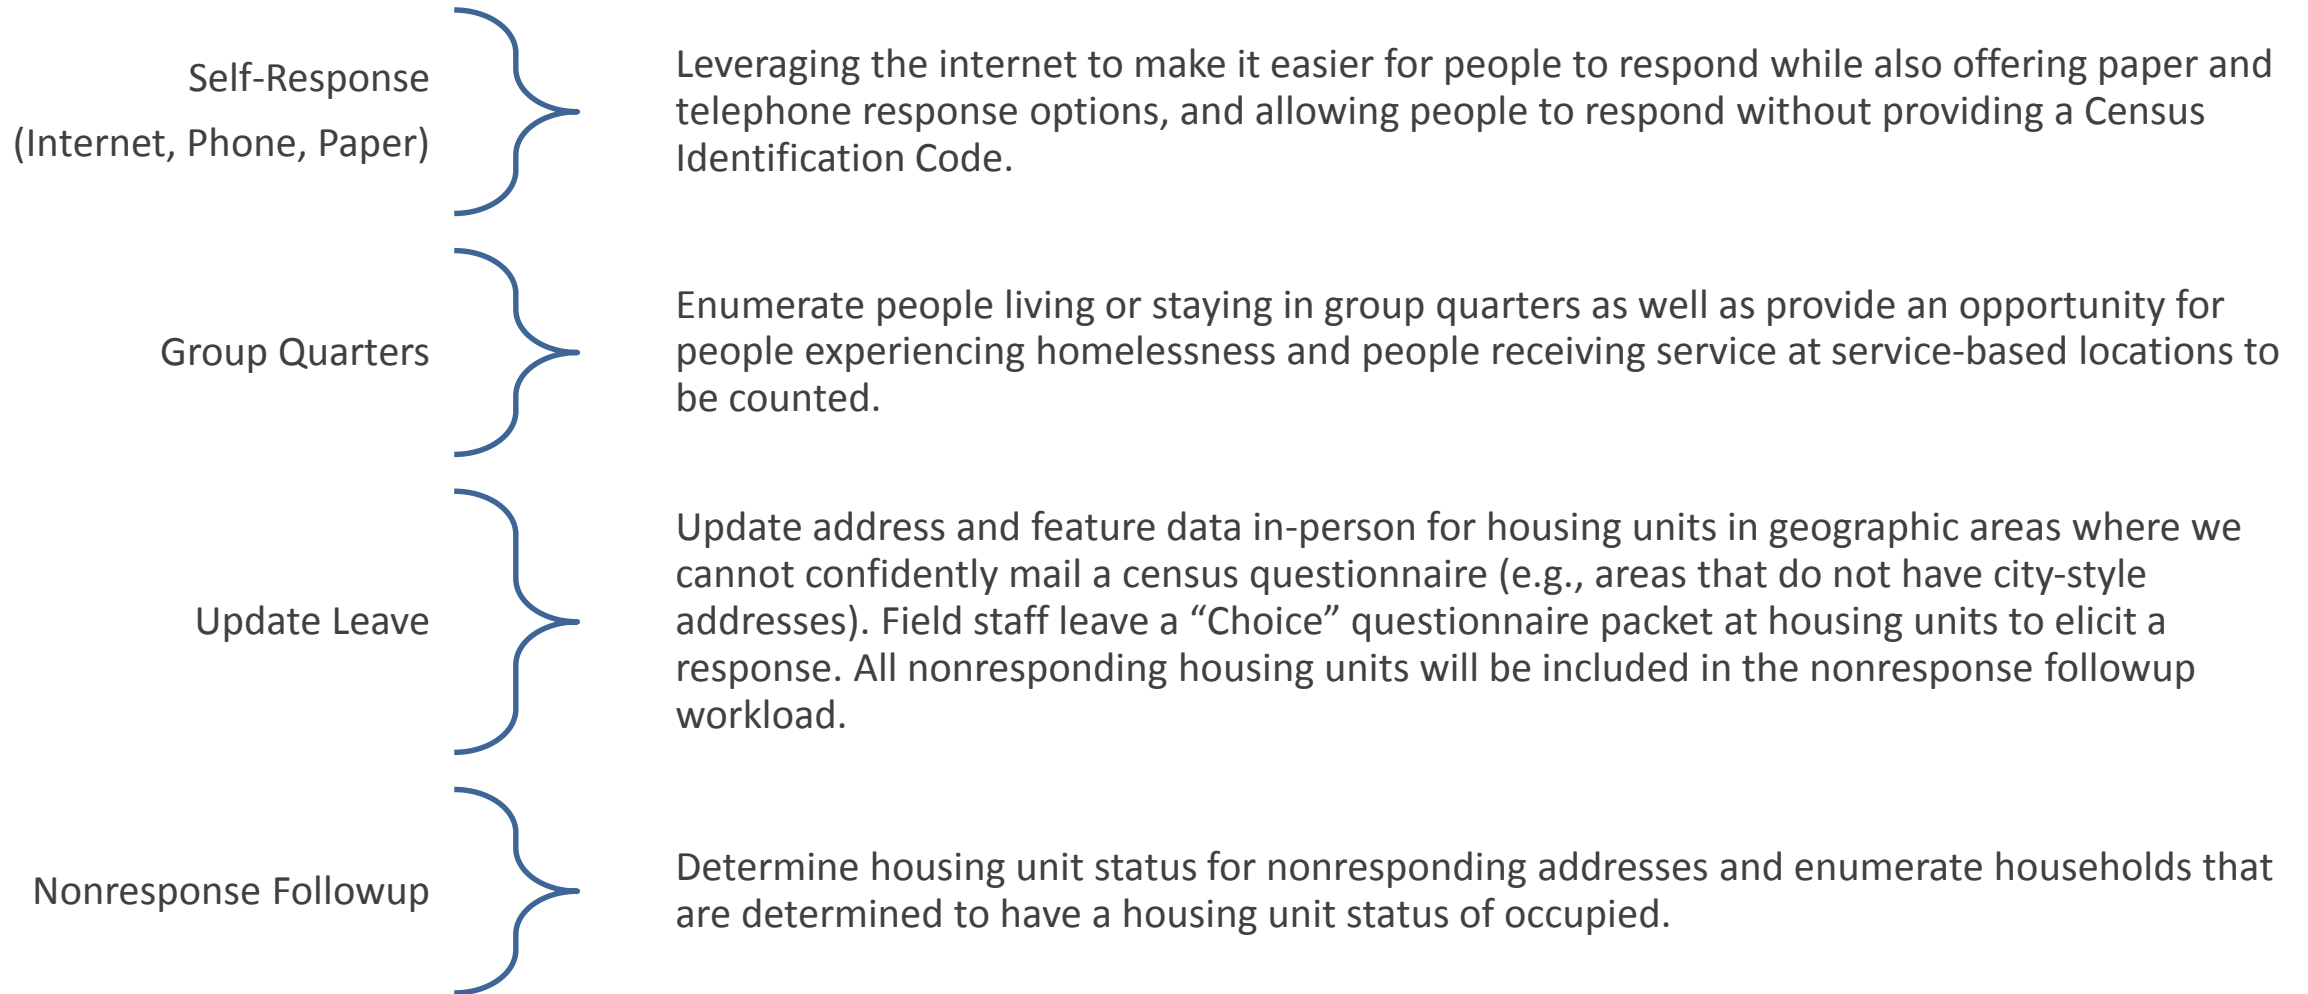 Self-Response
(Internet, Phone, Paper)
Leveraging the internet to make it easier for people to respond while also offering paper and
telephone response options, and allowing people to respond without providing a Census
Identification Code.
Group Quarters
Enumerate people living or staying in group quarters as well as provide an opportunity for
people experiencing homelessness and people receiving service at service-based locations to
be counted.
Update Leave
Update address and feature data in-person for housing units in geographic areas where we
cannot confidently mail a census questionnaire (e.g., areas that do not have city-style
addresses). Field staff leave a “Choice” questionnaire packet at housing units to elicit a
response. All nonresponding housing units will be included in the nonresponse followup
workload.
Nonresponse Followup
Determine housing unit status for nonresponding addresses and enumerate households that
are determined to have a housing unit status of occupied.